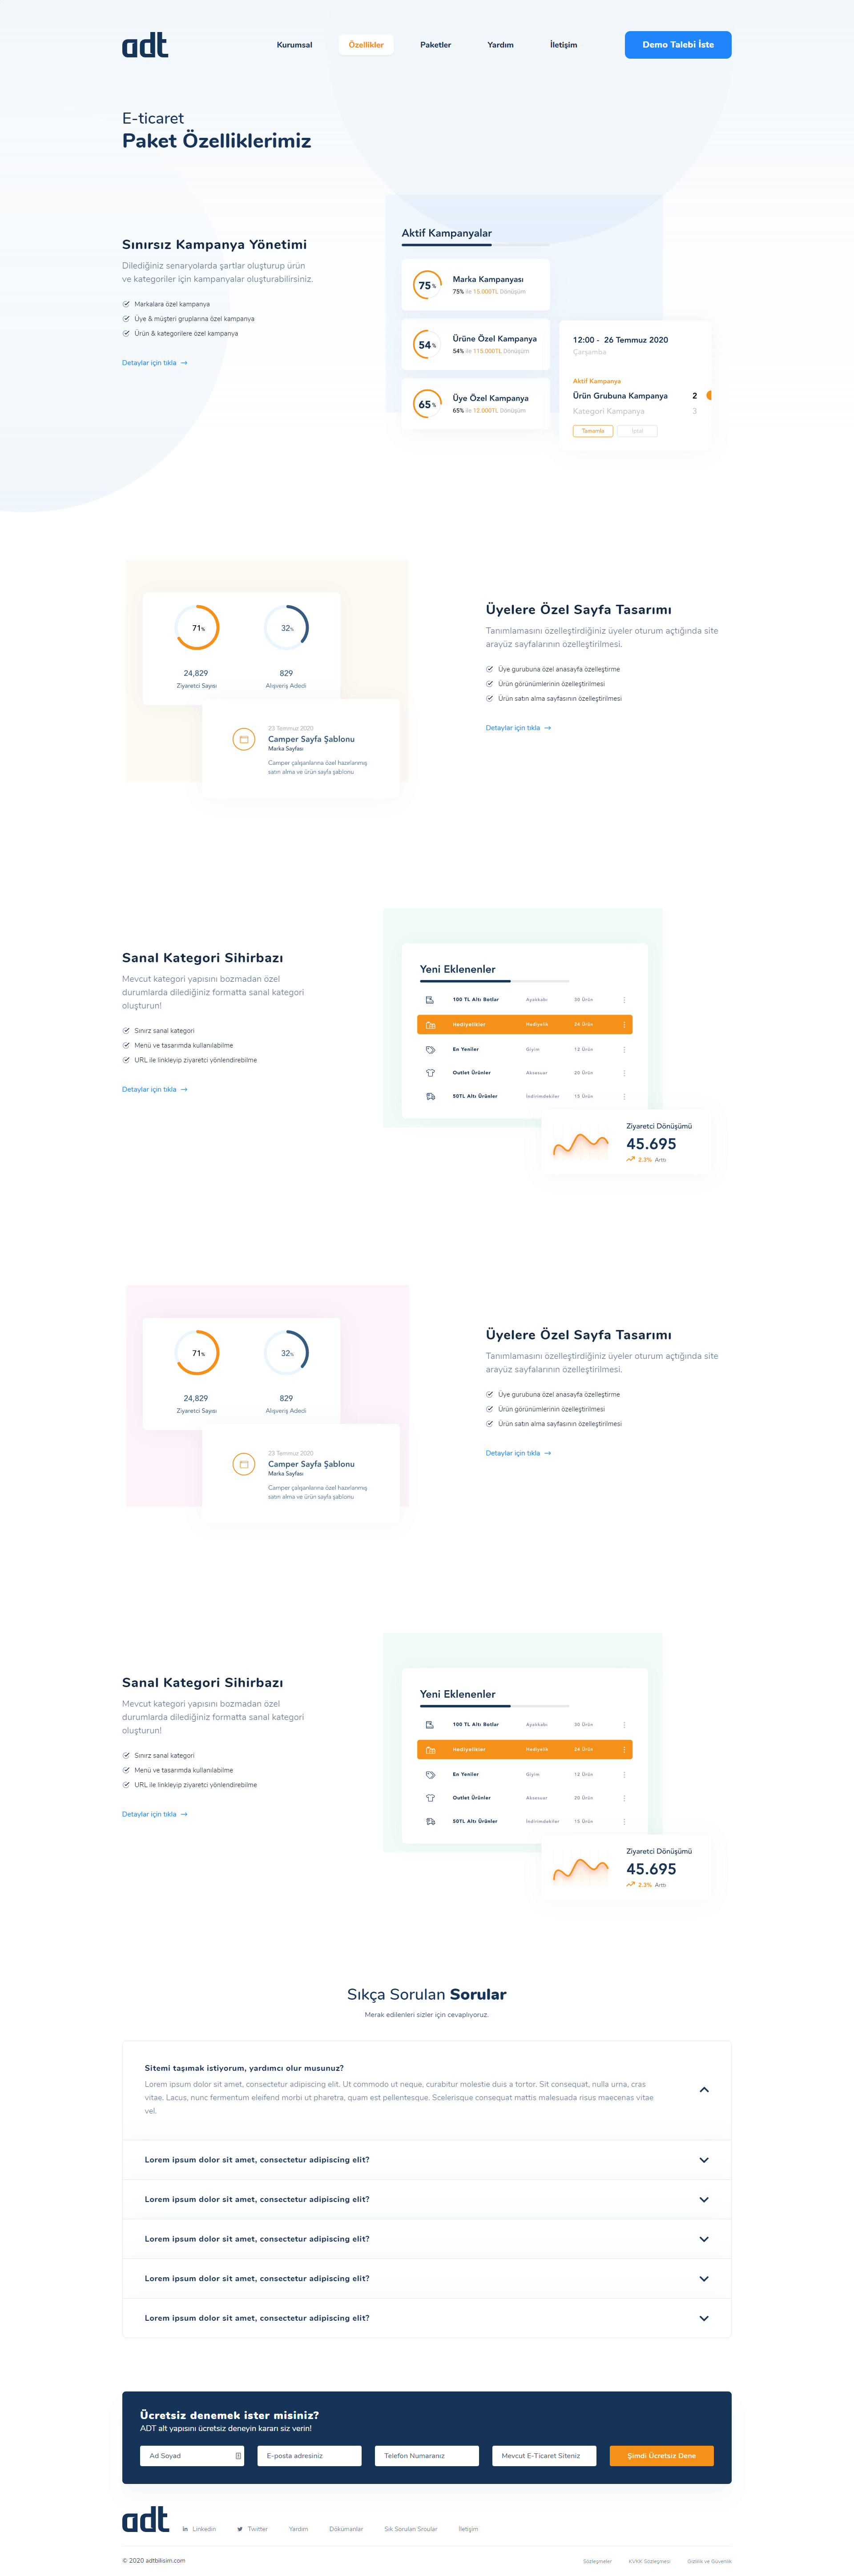 adt
Kurumsal
Özellikler
Paketler
Yardım
İletişim
Demo Talebi İste
E-ticaret
Paket Özelliklerimiz
Sınırsız Kampanya Yönetimi
Dilediğiniz senaryolarda şartlar oluşturup ürün
ve kategoriler için kampanyalar oluşturabilirsiniz.
Markalara özel kampanya
Üye & müşteri gruplarına özel kampanya
Ürün & kategorilere özel kampanya
Detaylar için tıkla
Aktif Kampanyalar
75%
Marka Kampanyası
75% ile 15.000TL Dönüşüm
54%
Ürüne Özel Kampanya
54% ile 115.000TL Dönüşüm
65%
Üye Özel Kampanya
65% ile 12.000TL Dönüşüm
12:00 - 26 Temmuz 2020
Çarşamba
Aktif Kampanya
Ürün Grubuna Kampanya 2
Kategori Kampanya 3
Tamamla
İptal
71%
24,829
Ziyaretci Sayısı
32%
829
Alışveriş Adedi
23 Temmuz 2020
Camper Sayfa Şablonu
Marka Sayfası
Camper çalışanlarına özel hazırlanmış
satın alma ve ürün sayfa şablonu
Üyelere Özel Sayfa Tasarımı
Tanımlamasını özelleştirdiğiniz üyeler oturum açtığında site
arayüz sayfalarının özelleştirilmesi.
Üye gurubuna özel anasayfa özelleştirme
Ürün görünümlerinin özelleştirilmesi
Ürün satın alma sayfasının özelleştirilmesi
Detaylar için tıkla
Sanal Kategori Sihirbazı
Mevcut kategori yapısını bozmadan özel
durumlarda dilediğiniz formatta sanal kategori
oluşturun!
Sınırz sanal kategori
Menü ve tasarımda kullanılabilme
URL ile linkleyip ziyaretci yönlendirebilme
Detaylar için tıkla
Yeni Eklenenler
100 TL Altı Botlar Ayakkabı 30 Ürün
Hediyelikler Hediyelik 24 Ürün
En Yeniler Giyim 12 Ürün
Outlet Ürünler Aksesuar 20 Ürün
50TL Altı Ürünler İndirimdekiler 15 Ürün
Ziyaretci Dönüşümü
45.695
2,3% Arttı
71%
24,829
Ziyaretci Sayısı
32%
829
Alışveriş Adedi
23 Temmuz 2020
Camper Sayfa Şablonu
Marka Sayfası
Camper çalışanlarına özel hazırlanmış
satın alma ve ürün sayfa şablonu
Üyelere Özel Sayfa Tasarımı
Tanımlamasını özelleştirdiğiniz üyeler oturum açtığında site
arayüz sayfalarının özelleştirilmesi.
Üye gurubuna özel anasayfa özelleştirme
Ürün görünümlerinin özelleştirilmesi
Ürün satın alma sayfasının özelleştirilmesi
Detaylar için tıkla
Sanal Kategori Sihirbazı
Mevcut kategori yapısını bozmadan özel
durumlarda dilediğiniz formatta sanal kategori
oluşturun!
Sınırz sanal kategori
Menü ve tasarımda kullanılabilme
URL ile linkleyip ziyaretci yönlendirebilme
Detaylar için tıkla
Yeni Eklenenler
100 TL Altı Botlar Ayakkabı 30 Ürün
Hediyelikler Hediyelik 24 Ürün
En Yeniler Giyim 12 Ürün
Outlet Ürünler Aksesuar 20 Ürün
50TL Altı Ürünler İndirimdekiler 15 Ürün
Ziyaretci Dönüşümü
45.695
2,3% Arttı
Sıkça Sorulan Sorular
Merak edilenleri sizler için cevaplıyoruz.
Sitemi taşımak istiyorum, yardımcı olur musunuz?
Lorem ipsum dolor sit amet, consectetur adipiscing elit. Ut commodo ut neque, curabitur molestie duis a tortor. Sit consequat, nulla urna, cras
vitae. Lacus, nunc fermentum eleifend morbi ut pharetra, quam est pellentesque. Scelerisque consequat mattis malesuada risus maecenas vitae
vel.
Lorem ipsum dolor sit amet, consectetur adipiscing elit?
Lorem ipsum dolor sit amet, consectetur adipiscing elit?
Lorem ipsum dolor sit amet, consectetur adipiscing elit?
Lorem ipsum dolor sit amet, consectetur adipiscing elit?
Lorem ipsum dolor sit amet, consectetur adipiscing elit?
Ücretsiz denemek ister misiniz?
ADT alt yapısını ücretsiz deneyin kararı siz verin!
Ad Soyad
E-posta adresiniz
Telefon Numaranız
Mevcut E-Ticaret Siteniz
Şimdi Ücretsiz Dene
adt
in Linkedin
Twitter
Yardım
Dökümanlar
Sık Sorulan Sroular
İletişim
© 2020 adtbilisim.com
Sözleşmeler
KVKK Sözleşmesi
Gizlilik ve Güvenlik